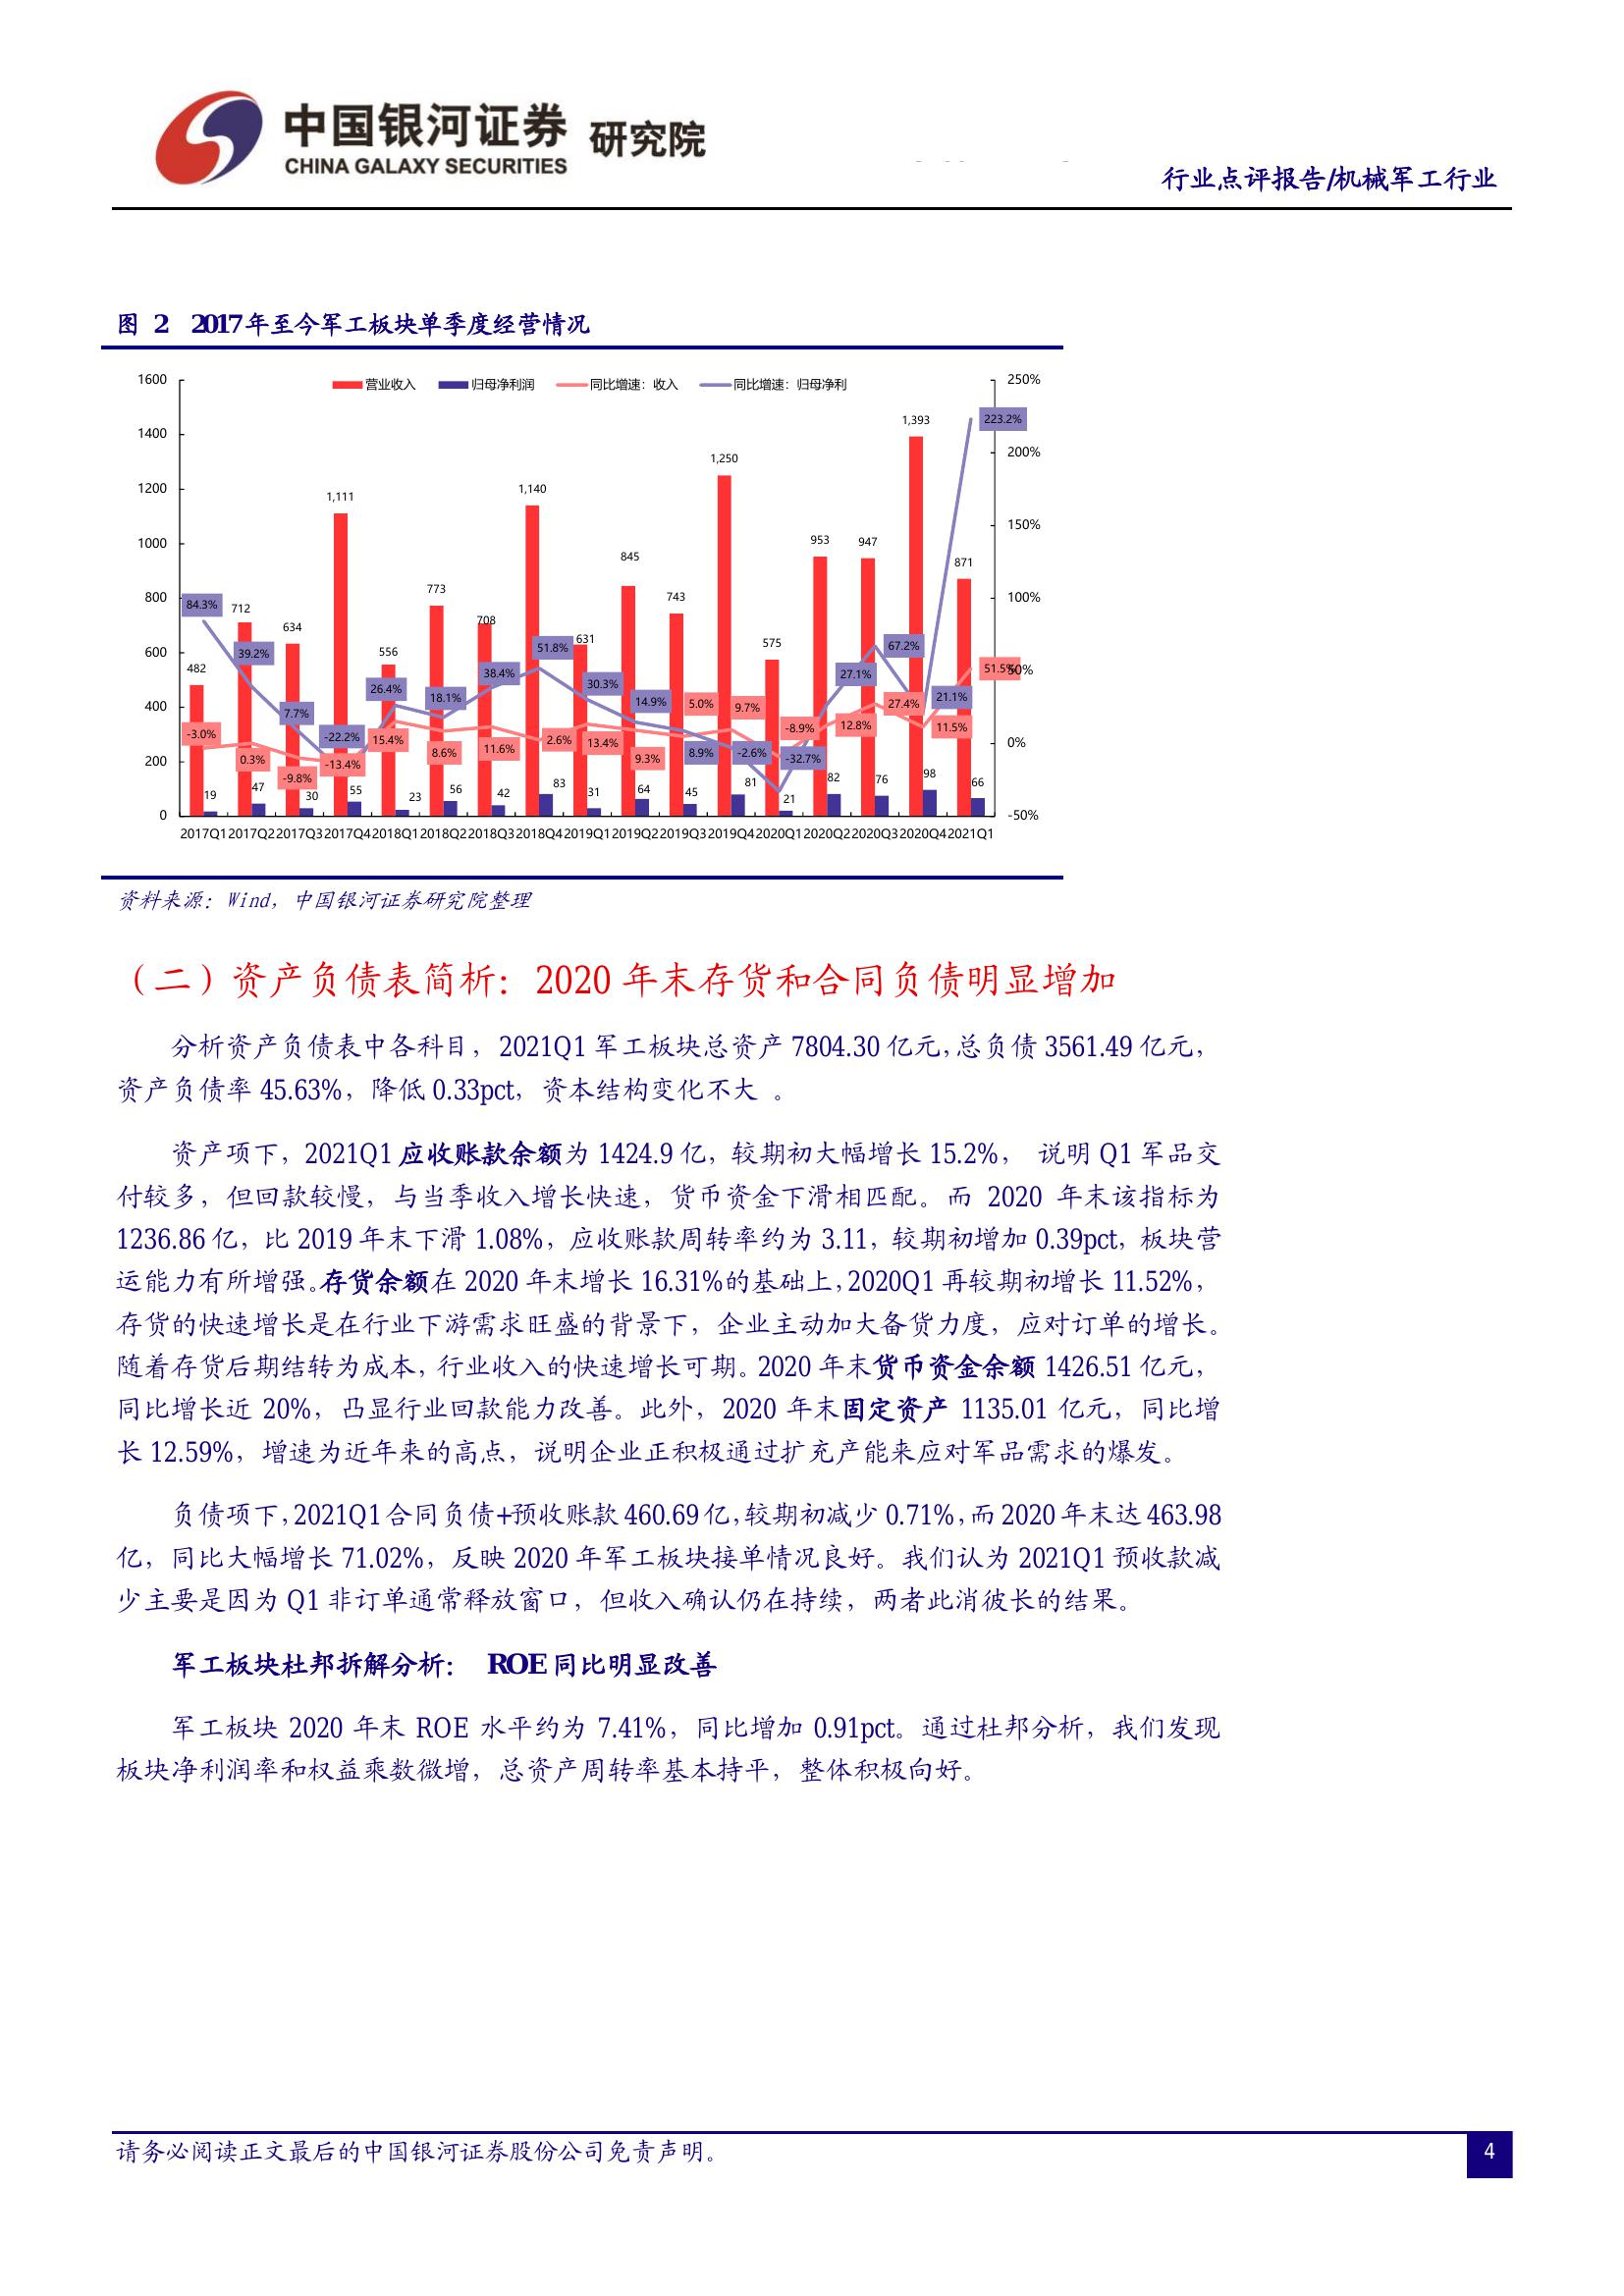 中国银河证券 研究院
CHINA GALAXY SECURITIES
行业点评报告/机械军工行业
图 2 2017年至今军工板块单季度经营情况
营业收入 归母净利润 同比增速：收入 同比增速：归母净利
1600 1400 1200 1000 800 600 400 200 0
250% 200% 150% 100% 50% 0% -50%
482 712 634 1,111 556 773 708 1,140 631 845 743 1,250 575 953 947 1,393 871
19 47 30 55 23 56 42 83 31 64 45 81 21 82 76 98 66
84.3% 39.2% 7.7% -22.2% 26.4% 18.1% 38.4% 51.8% 30.3% 14.9% 8.9% -2.6% -32.7% 27.1% 67.2% 21.1% 223.2%
-3.0% 0.3% -9.8% -13.4% 15.4% 8.6% 11.6% 2.6% 13.4% 9.3% 5.0% 9.7% -8.9% 12.8% 27.4% 11.5% 51.5%
2017Q1 2017Q2 2017Q3 2017Q4 2018Q1 2018Q2 2018Q3 2018Q4 2019Q1 2019Q2 2019Q3 2019Q4 2020Q1 2020Q2 2020Q3 2020Q4 2021Q1
资料来源：Wind，中国银河证券研究院整理
（二）资产负债表简析：2020 年末存货和合同负债明显增加
分析资产负债表中各科目，2021Q1 军工板块总资产 7804.30 亿元，总负债 3561.49 亿元，
资产负债率 45.63%，降低 0.33pct，资本结构变化不大 。
资产项下，2021Q1 应收账款余额为 1424.9 亿，较期初大幅增长 15.2%， 说明 Q1 军品交
付较多，但回款较慢，与当季收入增长快速，货币资金下滑相匹配。而 2020 年末该指标为
1236.86 亿，比 2019 年末下滑 1.08%，应收账款周转率约为 3.11，较期初增加 0.39pct，板块营
运能力有所增强。存货余额在 2020 年末增长 16.31%的基础上，2020Q1 再较期初增长 11.52%，
存货的快速增长是在行业下游需求旺盛的背景下，企业主动加大备货力度，应对订单的增长。
随着存货后期结转为成本，行业收入的快速增长可期。2020 年末货币资金余额 1426.51 亿元，
同比增长近 20%，凸显行业回款能力改善。此外，2020 年末固定资产 1135.01 亿元，同比增
长 12.59%，增速为近年来的高点，说明企业正积极通过扩充产能来应对军品需求的爆发。
负债项下，2021Q1 合同负债+预收账款 460.69 亿，较期初减少 0.71%，而 2020 年末达 463.98
亿，同比大幅增长 71.02%，反映 2020 年军工板块接单情况良好。我们认为 2021Q1 预收款减
少主要是因为 Q1 非订单通常释放窗口，但收入确认仍在持续，两者此消彼长的结果。
军工板块杜邦拆解分析： ROE 同比明显改善
军工板块 2020 年末 ROE 水平约为 7.41%，同比增加 0.91pct。通过杜邦分析，我们发现
板块净利润率和权益乘数微增，总资产周转率基本持平，整体积极向好。
请务必阅读正文最后的中国银河证券股份公司免责声明。
4